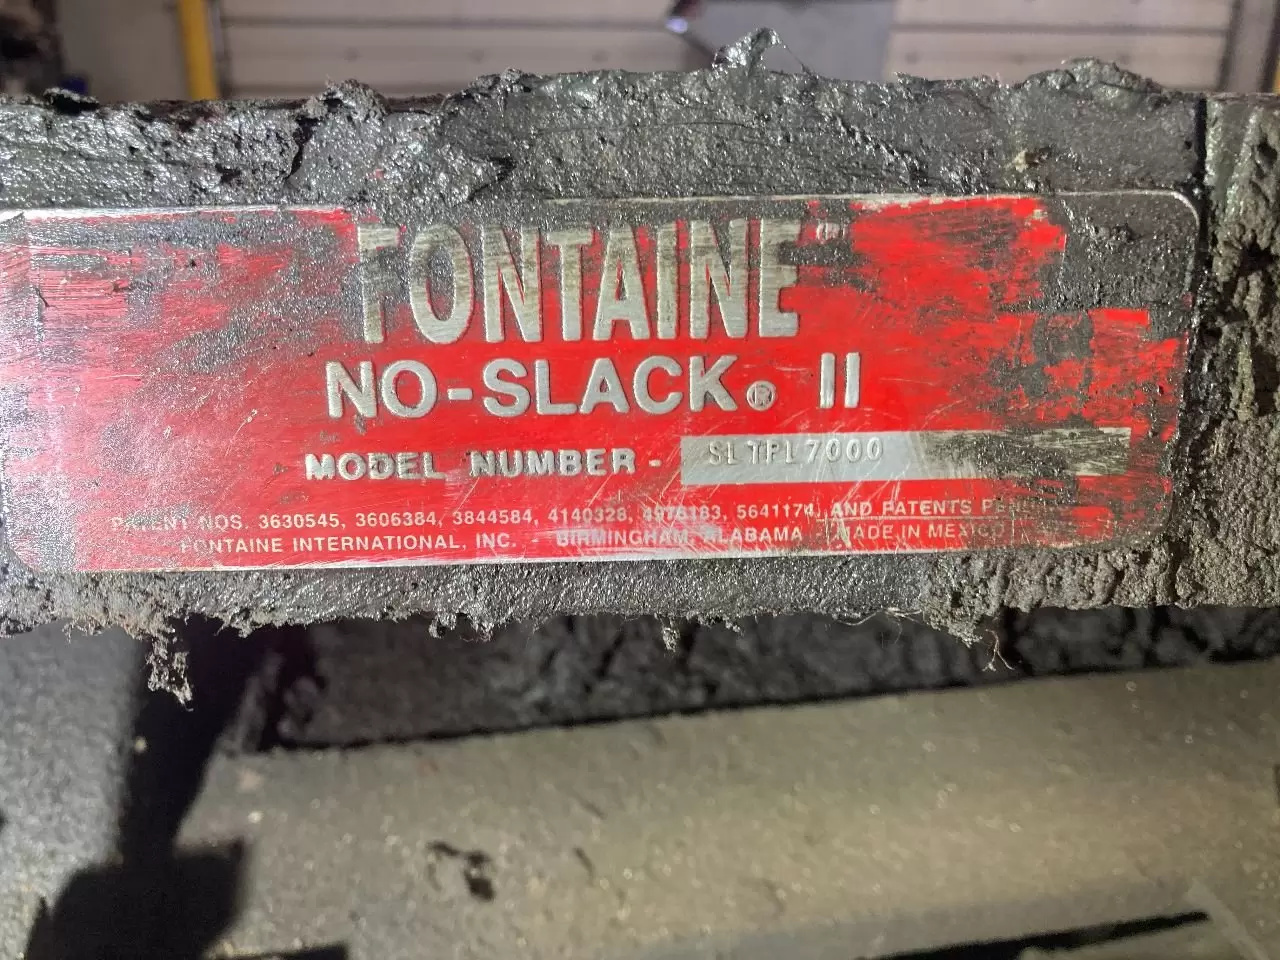 FONTAINE®
NO-SLACK® II
MODEL NUMBER - SLTPL7000
PATENT NOS. 3630545, 3606384, 3844584, 4140328, 5641174, AND PATENTS
FONTAINE INTERNATIONAL, INC. - BIRMINGHAM, ALABAMA - MADE IN MEXICO